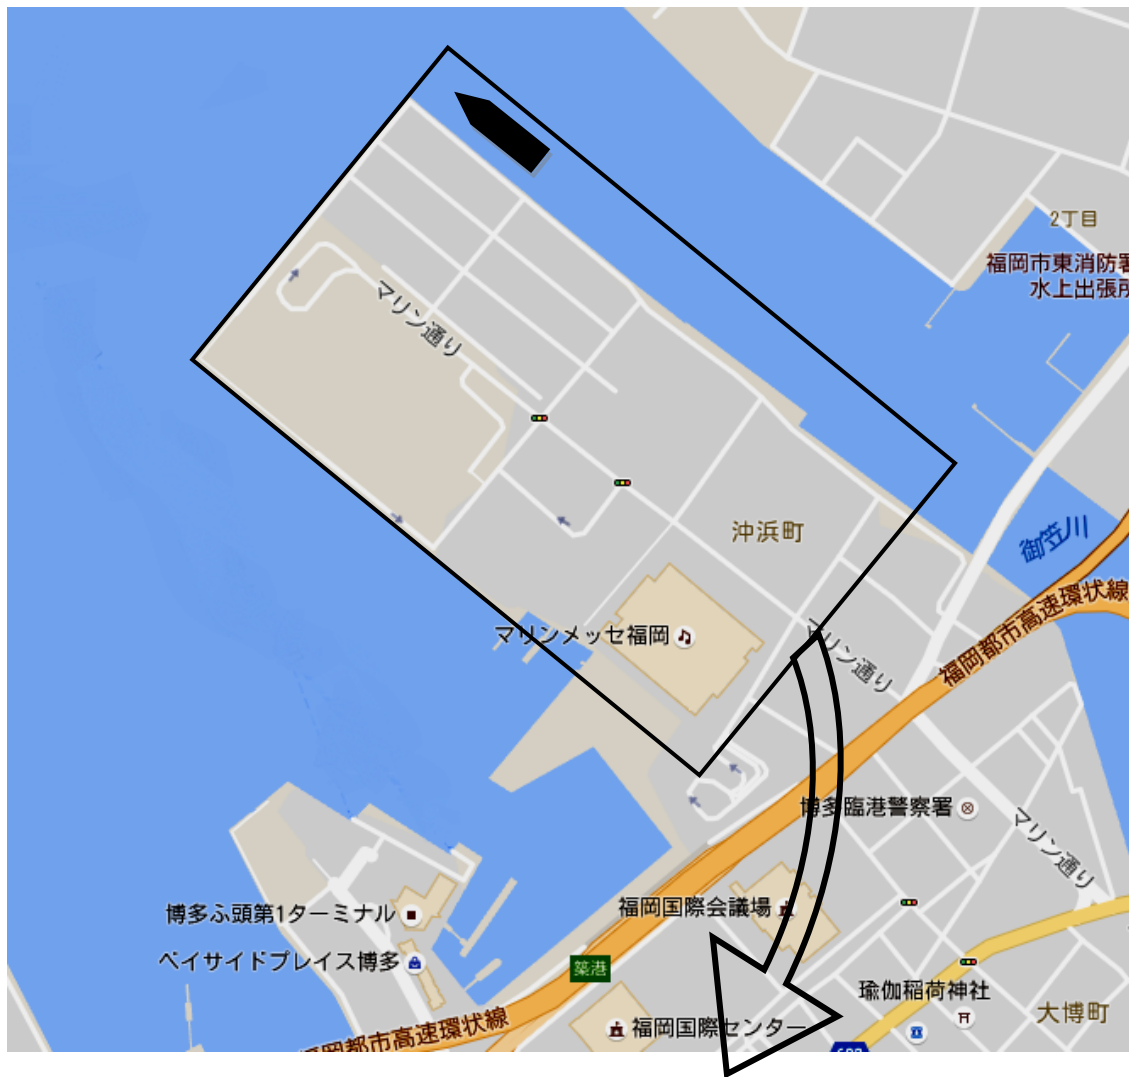 2丁目
福岡市東消防署
水上出張所
マリン通り
沖浜町
御笠川
福岡都市高速環状線
マリンメッセ福岡
マリン通り
博多臨港警察署
マリン通り
福岡国際会議場
博多ふ頭第1ターミナル
ベイサイドプレイス博多
築港
瑜伽稲荷神社
大博町
福岡国際センター
福岡都市高速環状線